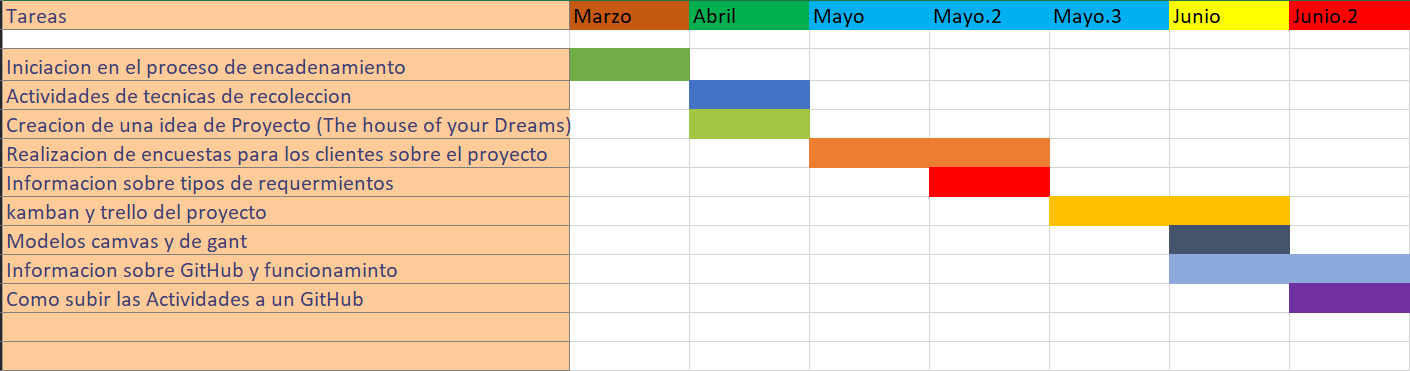 Tareas Marzo Abril Mayo Mayo.2 Mayo.3 Junio Junio.2
Iniciacion en el proceso de encadenamiento
Actividades de tecnicas de recoleccion
Creacion de una idea de Proyecto (The house of your Dreams)
Realizacion de encuestas para los clientes sobre el proyecto
Informacion sobre tipos de requermientos
kamban y trello del proyecto
Modelos camvas y de gant
Informacion sobre GitHub y funcionaminto
Como subir las Actividades a un GitHub